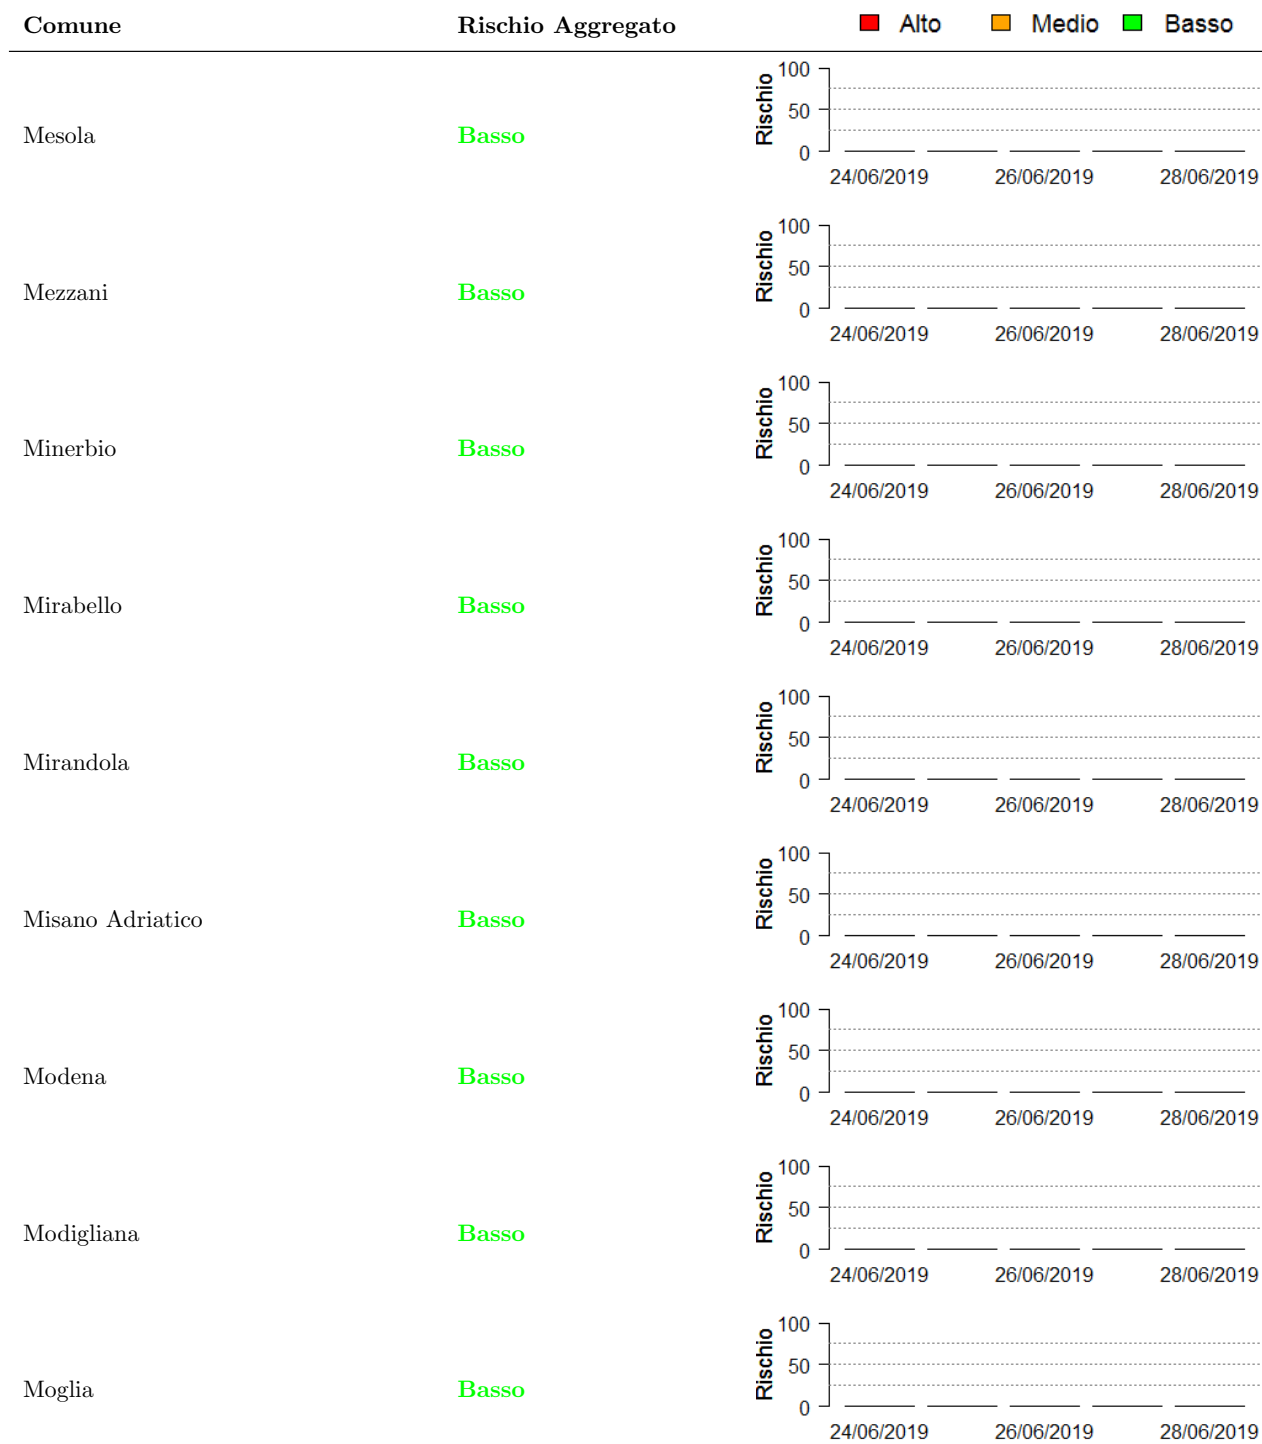 Comune Rischio Aggregato Alto Medio Basso
100
50
0
Rischio
Mesola Basso
24/06/2019 26/06/2019 28/06/2019
100
50
0
Rischio
Mezzani Basso
24/06/2019 26/06/2019 28/06/2019
100
50
0
Rischio
Minerbio Basso
24/06/2019 26/06/2019 28/06/2019
100
50
0
Rischio
Mirabello Basso
24/06/2019 26/06/2019 28/06/2019
100
50
0
Rischio
Mirandola Basso
24/06/2019 26/06/2019 28/06/2019
100
50
0
Rischio
Misano Adriatico Basso
24/06/2019 26/06/2019 28/06/2019
100
50
0
Rischio
Modena Basso
24/06/2019 26/06/2019 28/06/2019
100
50
0
Rischio
Modigliana Basso
24/06/2019 26/06/2019 28/06/2019
100
50
0
Rischio
Moglia Basso
24/06/2019 26/06/2019 28/06/2019